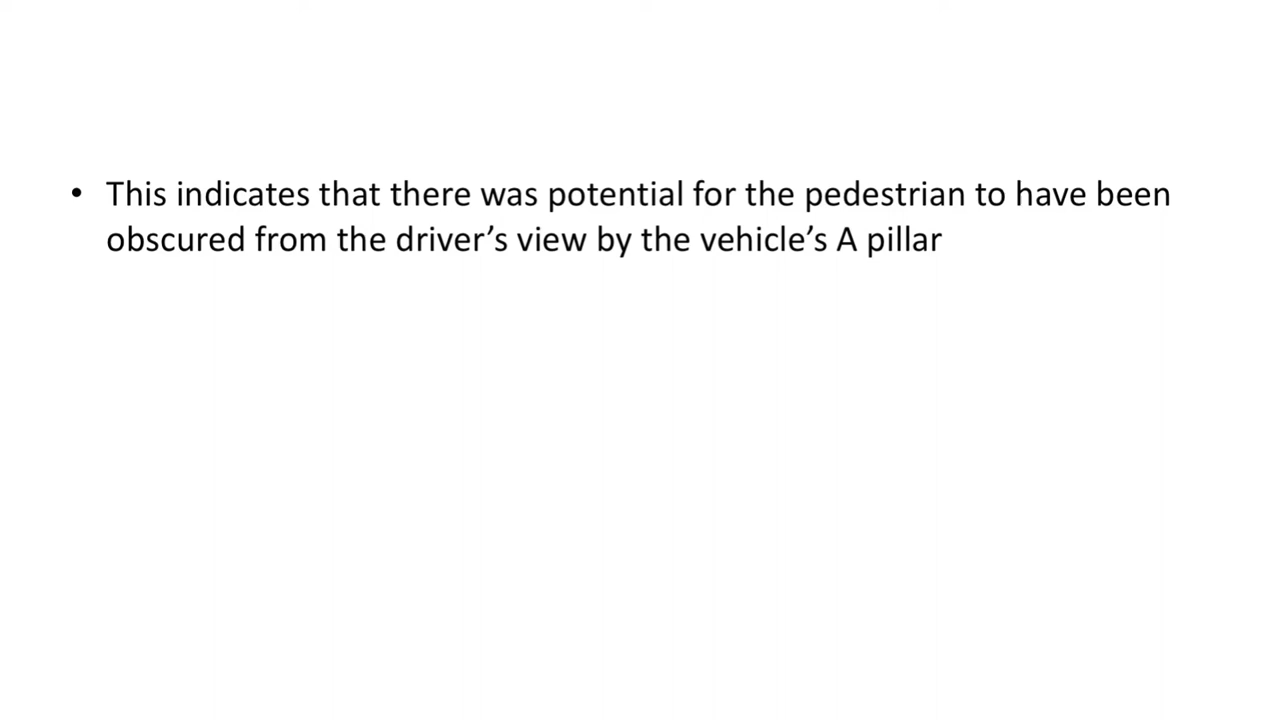 • This indicates that there was potential for the pedestrian to have been
obscured from the driver’s view by the vehicle’s A pillar